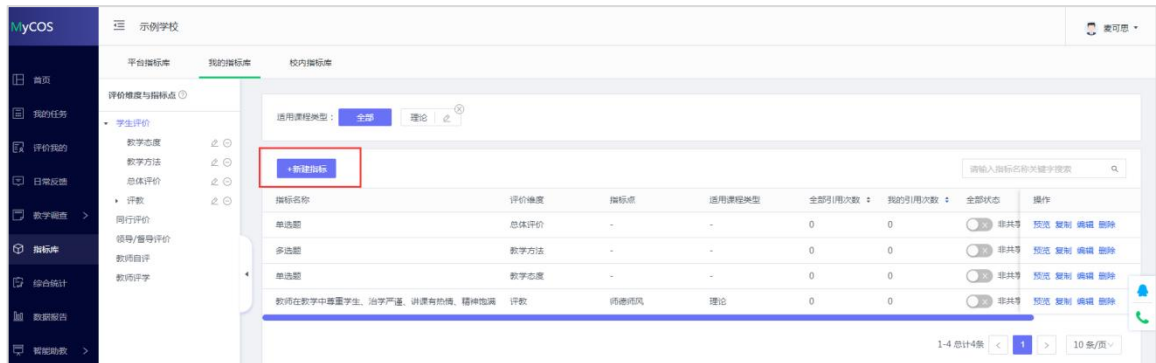 MyCOS
示例学校
麦可思
首页
我的任务
评价我的
日常反馈
教学调查
指标库
综合统计
数据报告
智能助教
平台指标库 我的指标库 校内指标库
评价维度与指标点
学生评价
教学态度
教学方法
总体评价
评教
同行评价
领导/督导评价
教师自评
教师评学
适用课程类型： 全部 理论
+新建指标
请输入指标名称关键字搜索
指标名称 评价维度 指标点 适用课程类型 全部引用次数 我的引用次数 全部状态 操作
单选题 总体评价 - - 0 0 非共享 预览 复制 编辑 删除
多选题 教学方法 - - 0 0 非共享 预览 复制 编辑 删除
单选题 教学态度 - - 0 0 非共享 预览 复制 编辑 删除
教师在教学中尊重学生、治学严谨、讲课有热情、精神饱满 评教 师德师风 理论 0 0 非共享 预览 复制 编辑 删除
1-4 总计4条 < 1 > 10 条/页